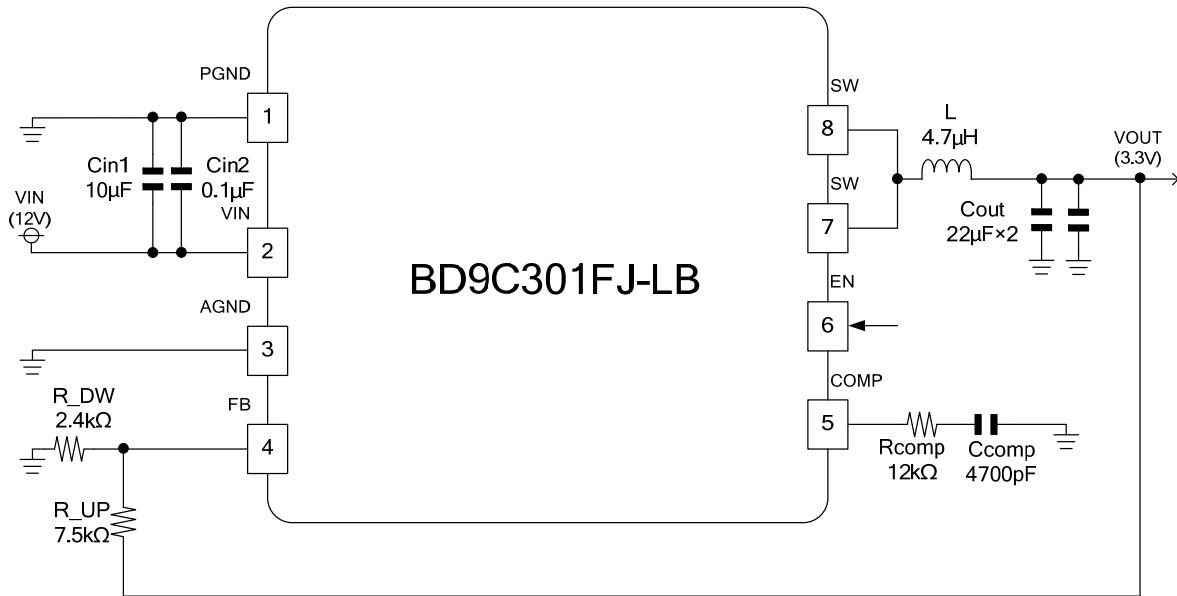 PGND
1
Cin1
10μF
Cin2
0.1μF
VIN
(12V)
VIN
2
AGND
3
R_DW
2.4kΩ
FB
4
R_UP
7.5kΩ
BD9C301FJ-LB
SW
8
SW
7
L
4.7μH
VOUT
(3.3V)
Cout
22μF×2
EN
6
COMP
5
Rcomp
12kΩ
Ccomp
4700pF